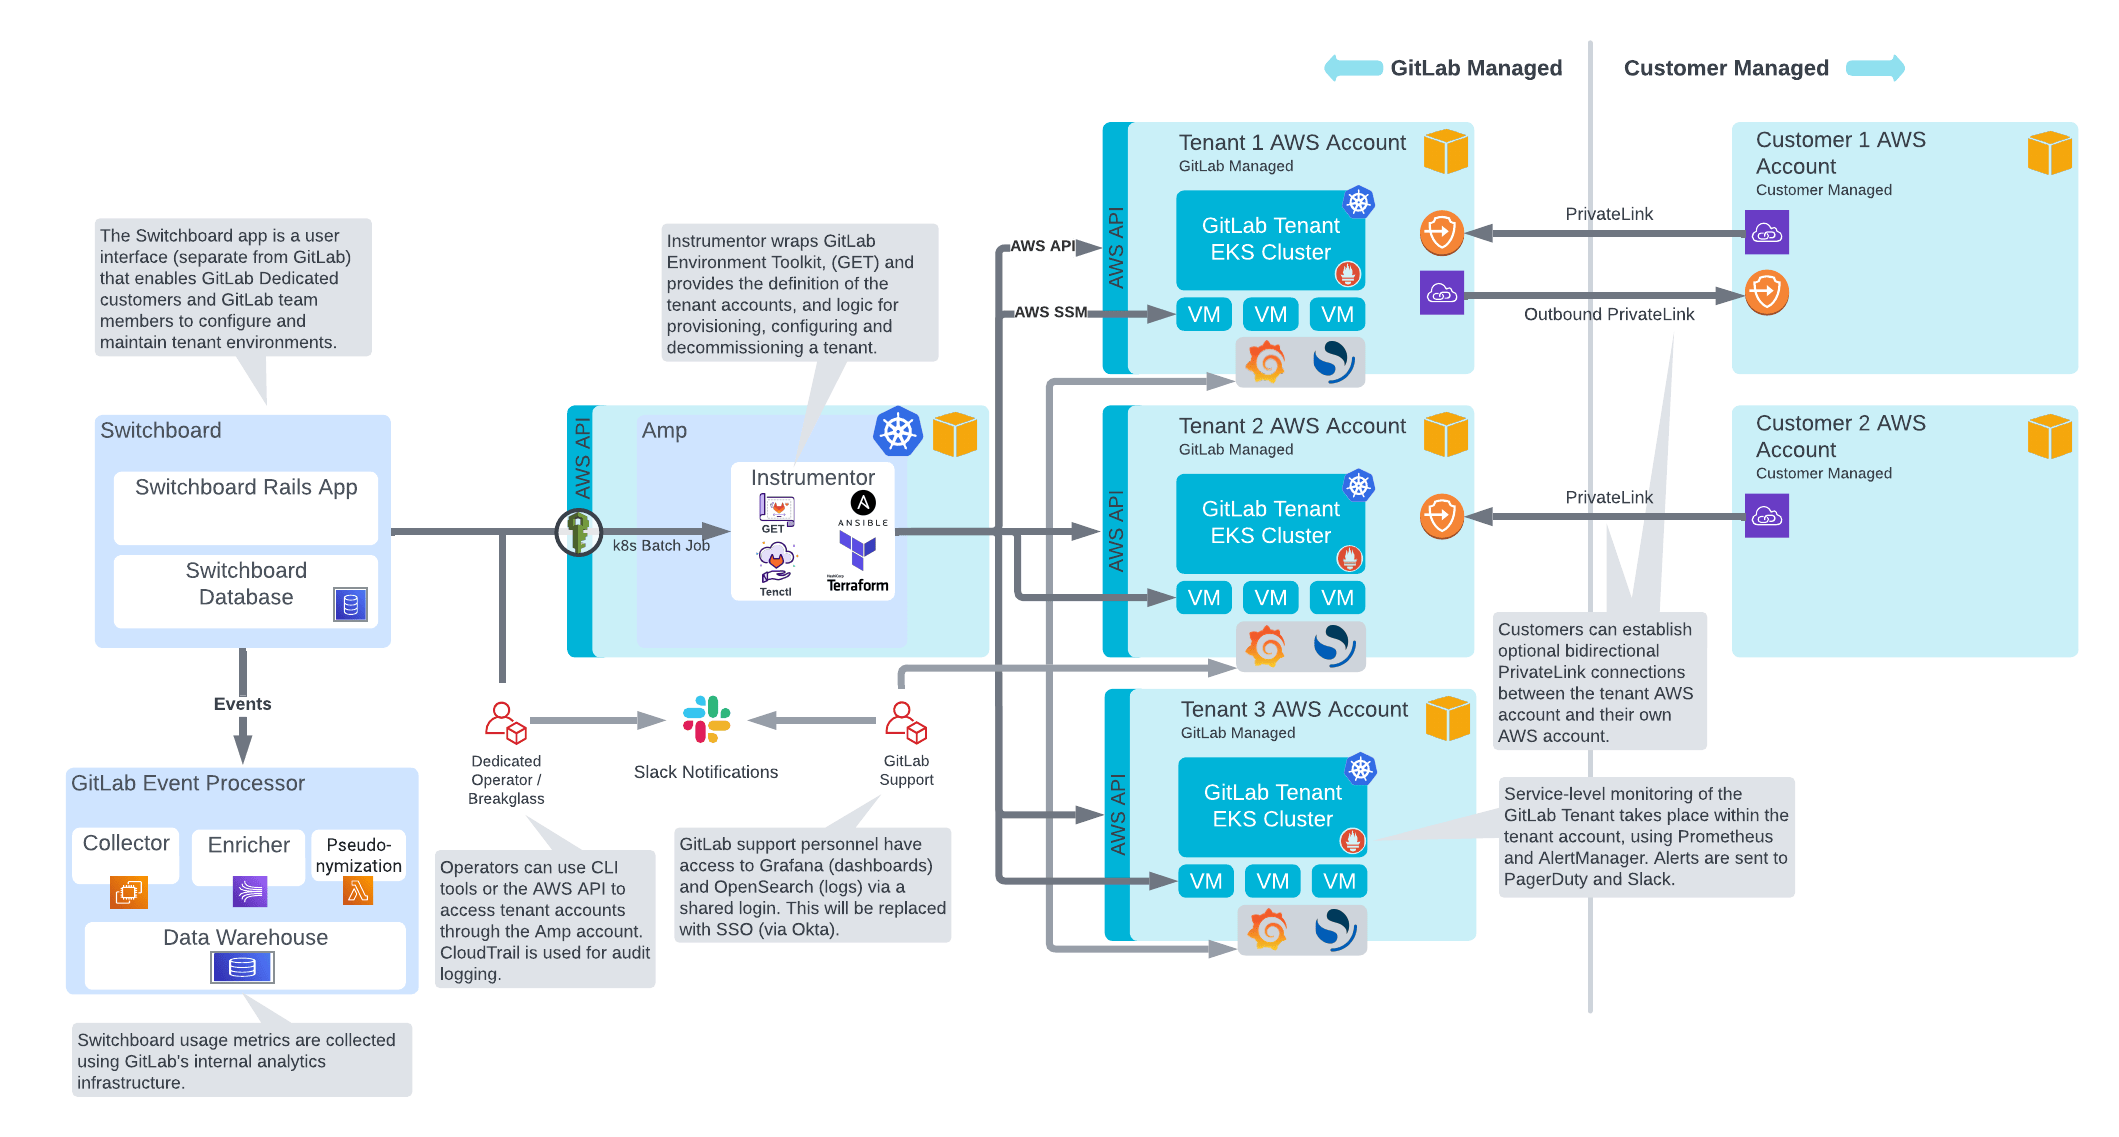 GitLab Managed
Customer Managed
The Switchboard app is a user
interface (separate from GitLab)
that enables GitLab Dedicated
customers and GitLab team
members to configure and
maintain tenant environments.
Switchboard
Switchboard Rails App
Switchboard
Database
Events
GitLab Event Processor
Collector
Enricher
Pseudo-
nymization
Data Warehouse
Switchboard usage metrics are collected
using GitLab's internal analytics
infrastructure.
Instrumentor wraps GitLab
Environment Toolkit, (GET) and
provides the definition of the
tenant accounts, and logic for
provisioning, configuring and
decommissioning a tenant.
AWS API
Amp
k8s Batch Job
Instrumentor
GET
ANSIBLE
Tenctl
HashiCorp
Terraform
Dedicated
Operator /
Breakglass
Slack Notifications
GitLab
Support
Operators can use CLI
tools or the AWS API to
access tenant accounts
through the Amp account.
CloudTrail is used for audit
logging.
GitLab support personnel have
access to Grafana (dashboards)
and OpenSearch (logs) via a
shared login. This will be replaced
with SSO (via Okta).
AWS API
AWS SSM
AWS API
Tenant 1 AWS Account
GitLab Managed
GitLab Tenant
EKS Cluster
VM
VM
VM
PrivateLink
Outbound PrivateLink
Customer 1 AWS
Account
Customer Managed
AWS API
Tenant 2 AWS Account
GitLab Managed
GitLab Tenant
EKS Cluster
VM
VM
VM
PrivateLink
Customer 2 AWS
Account
Customer Managed
Customers can establish
optional bidirectional
PrivateLink connections
between the tenant AWS
account and their own
AWS account.
AWS API
Tenant 3 AWS Account
GitLab Managed
GitLab Tenant
EKS Cluster
VM
VM
VM
Service-level monitoring of the
GitLab Tenant takes place within the
tenant account, using Prometheus
and AlertManager. Alerts are sent to
PagerDuty and Slack.